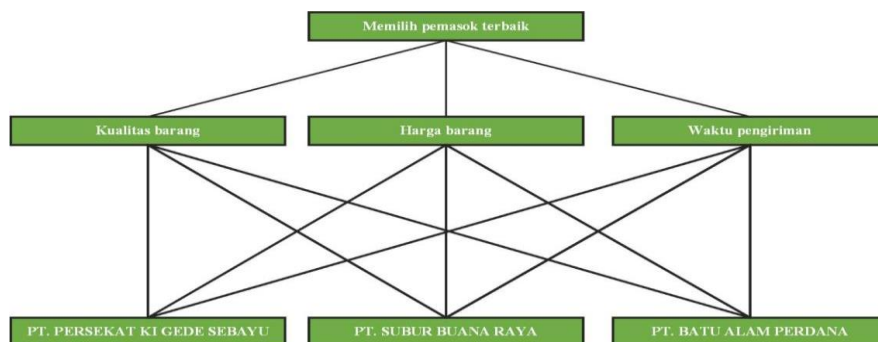 Memilih pemasok terbaik
Kualitas barang
Harga barang
Waktu pengiriman
PT. PERSEKAT KI GEDE SEBAYU
PT. SUBUR BUANA RAYA
PT. BATU ALAM PERDANA